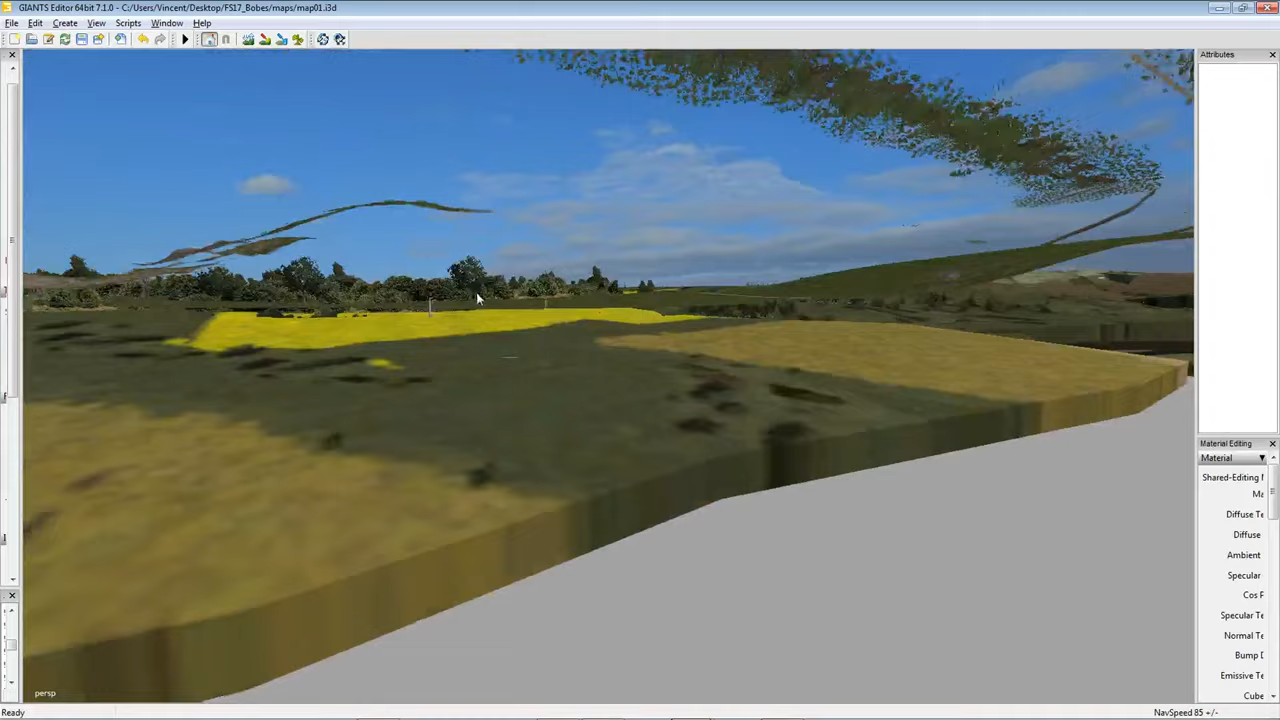 GIANTS Editor 64bit 7.1.0 - C:/Users/Vincent/Desktop/FS17_Bobes/maps/map01.i3d
File Edit Create View Scripts Window Help
Attributes
Material Editing
Material
Shared-Editing
Ma
Diffuse Te
Diffuse
Ambient
Specular
Cos P
Specular Te
Normal Te
Bump D
Emissive Te
Cube
persp
Ready
NavSpeed 85 +/-